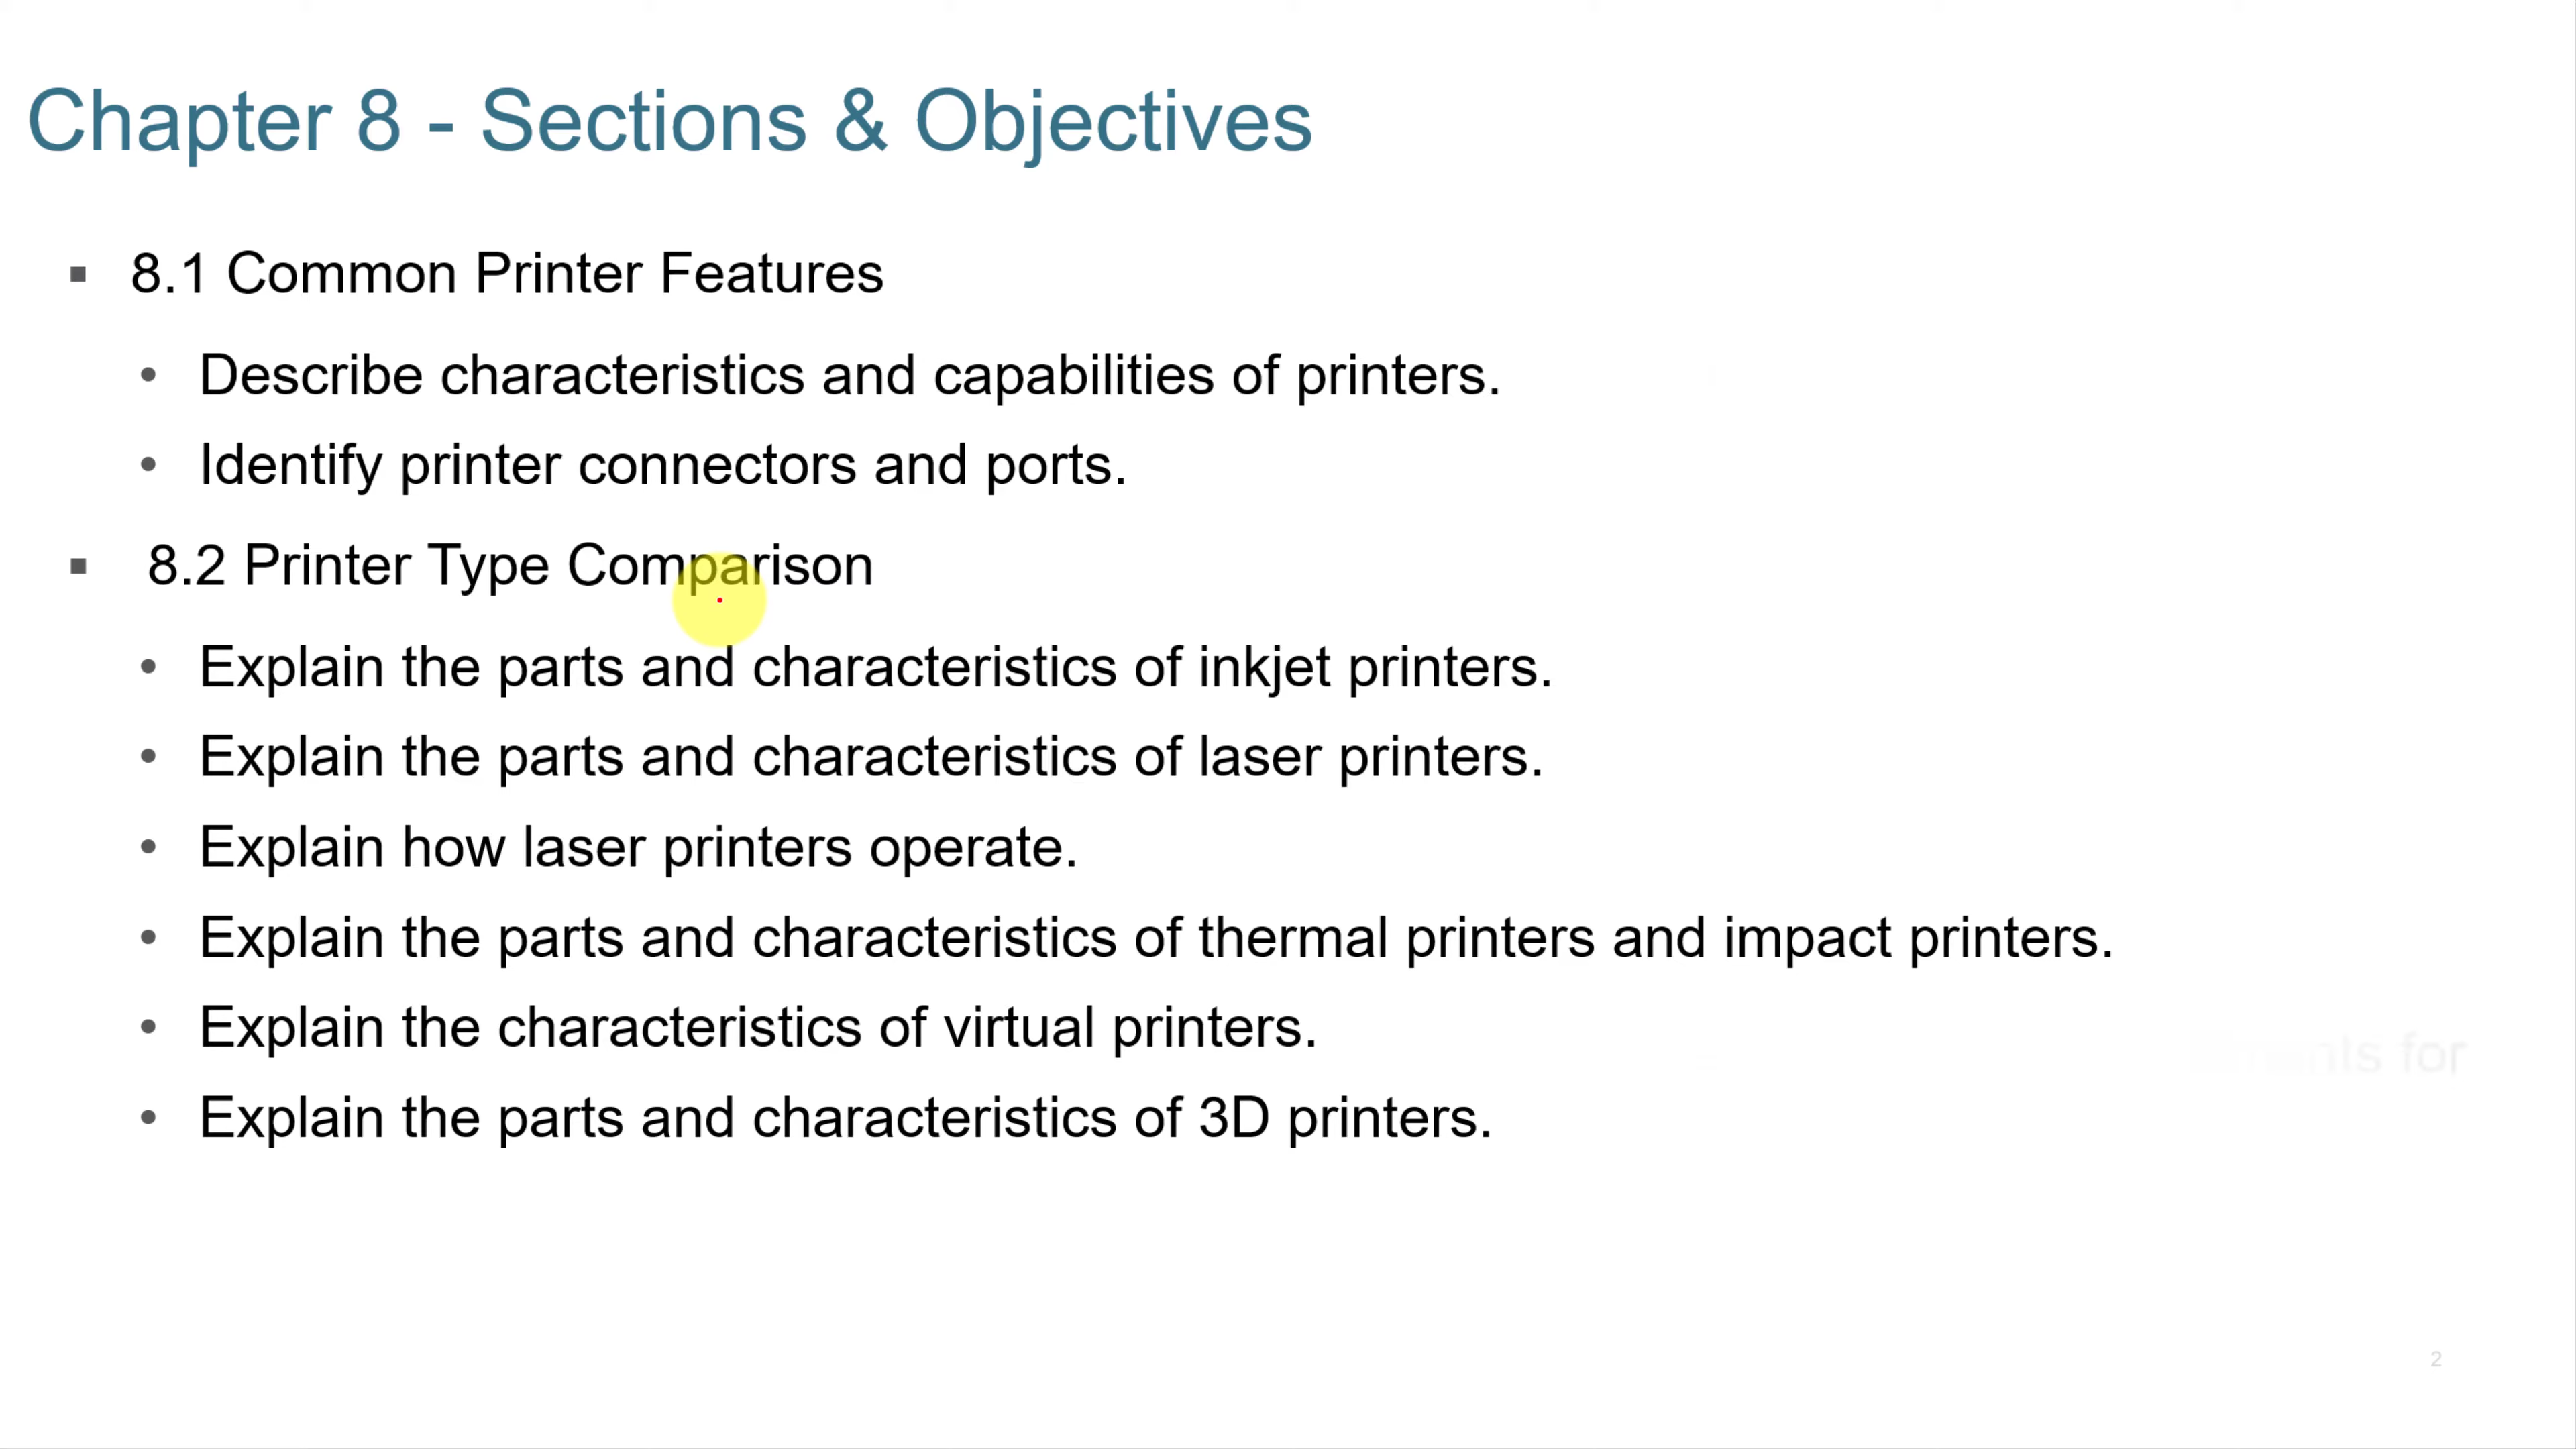 Chapter 8 - Sections & Objectives
8.1 Common Printer Features
Describe characteristics and capabilities of printers.
Identify printer connectors and ports.
8.2 Printer Type Comparison
Explain the parts and characteristics of inkjet printers.
Explain the parts and characteristics of laser printers.
Explain how laser printers operate.
Explain the parts and characteristics of thermal printers and impact printers.
Explain the characteristics of virtual printers.
for
Explain the parts and characteristics of 3D printers.
2